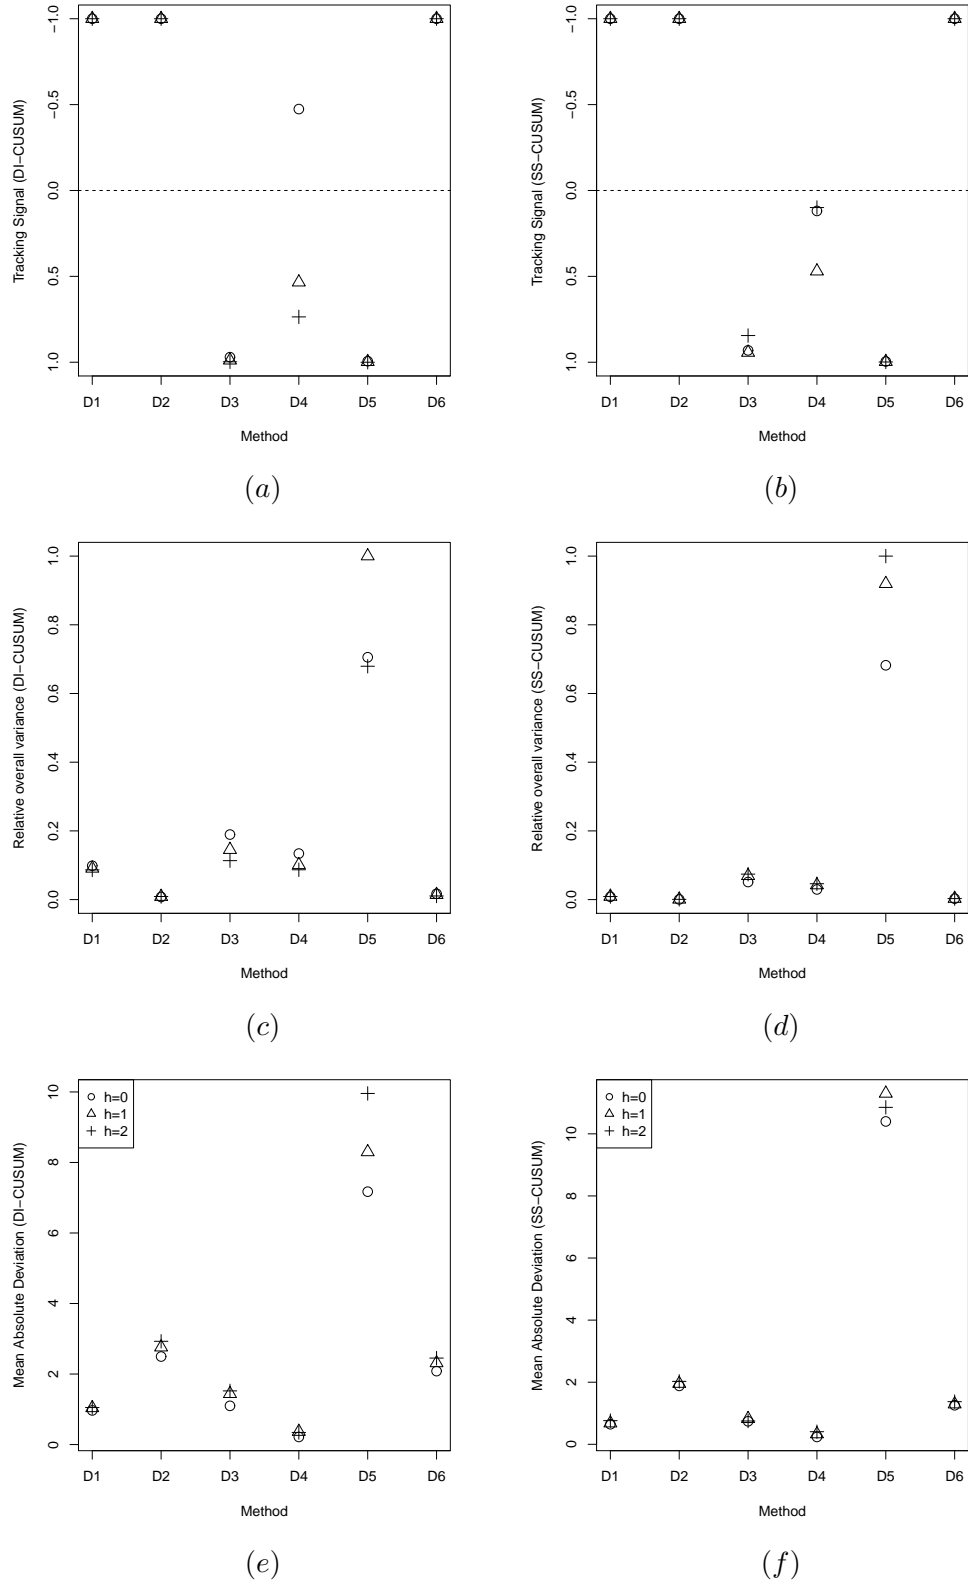 Tracking Signal (DI−CUSUM)
−1.0
−0.5
0.0
0.5
1.0
D1 D2 D3 D4 D5 D6
Method
(a)
Tracking Signal (SS−CUSUM)
−1.0
−0.5
0.0
0.5
1.0
D1 D2 D3 D4 D5 D6
Method
(b)
Relative overall variance (DI−CUSUM)
1.0
0.8
0.6
0.4
0.2
0.0
D1 D2 D3 D4 D5 D6
Method
(c)
Relative overall variance (SS−CUSUM)
1.0
0.8
0.6
0.4
0.2
0.0
D1 D2 D3 D4 D5 D6
Method
(d)
Mean Absolute Deviation (DI−CUSUM)
10
8
6
4
2
0
h=0
h=1
h=2
D1 D2 D3 D4 D5 D6
Method
(e)
Mean Absolute Deviation (SS−CUSUM)
10
8
6
4
2
0
h=0
h=1
h=2
D1 D2 D3 D4 D5 D6
Method
(f)